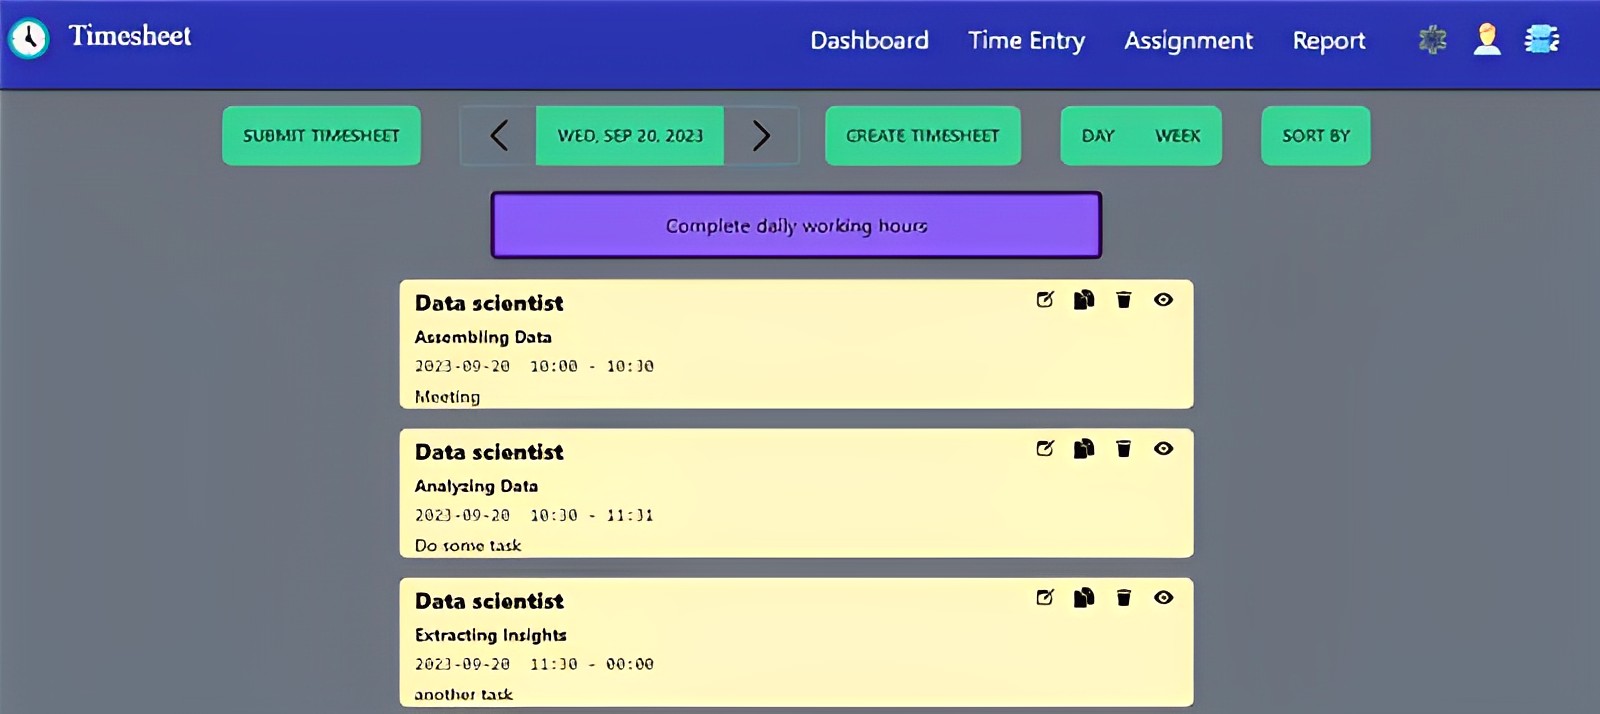 Timesheet
Dashboard Time Entry Assignment Report
SUBMIT TIMESHEET WED, SEP 20, 2023 CREATE TIMESHEET DAY WEEK SORT BY
Complete daily working hours
Data scientist
Assembling Data
2023-09-20 10:00 - 10:30
Meeting
Data scientist
Analyzing Data
2023-09-20 10:30 - 11:31
Do some task
Data scientist
Extracting Insights
2023-09-20 11:30 - 00:00
another task